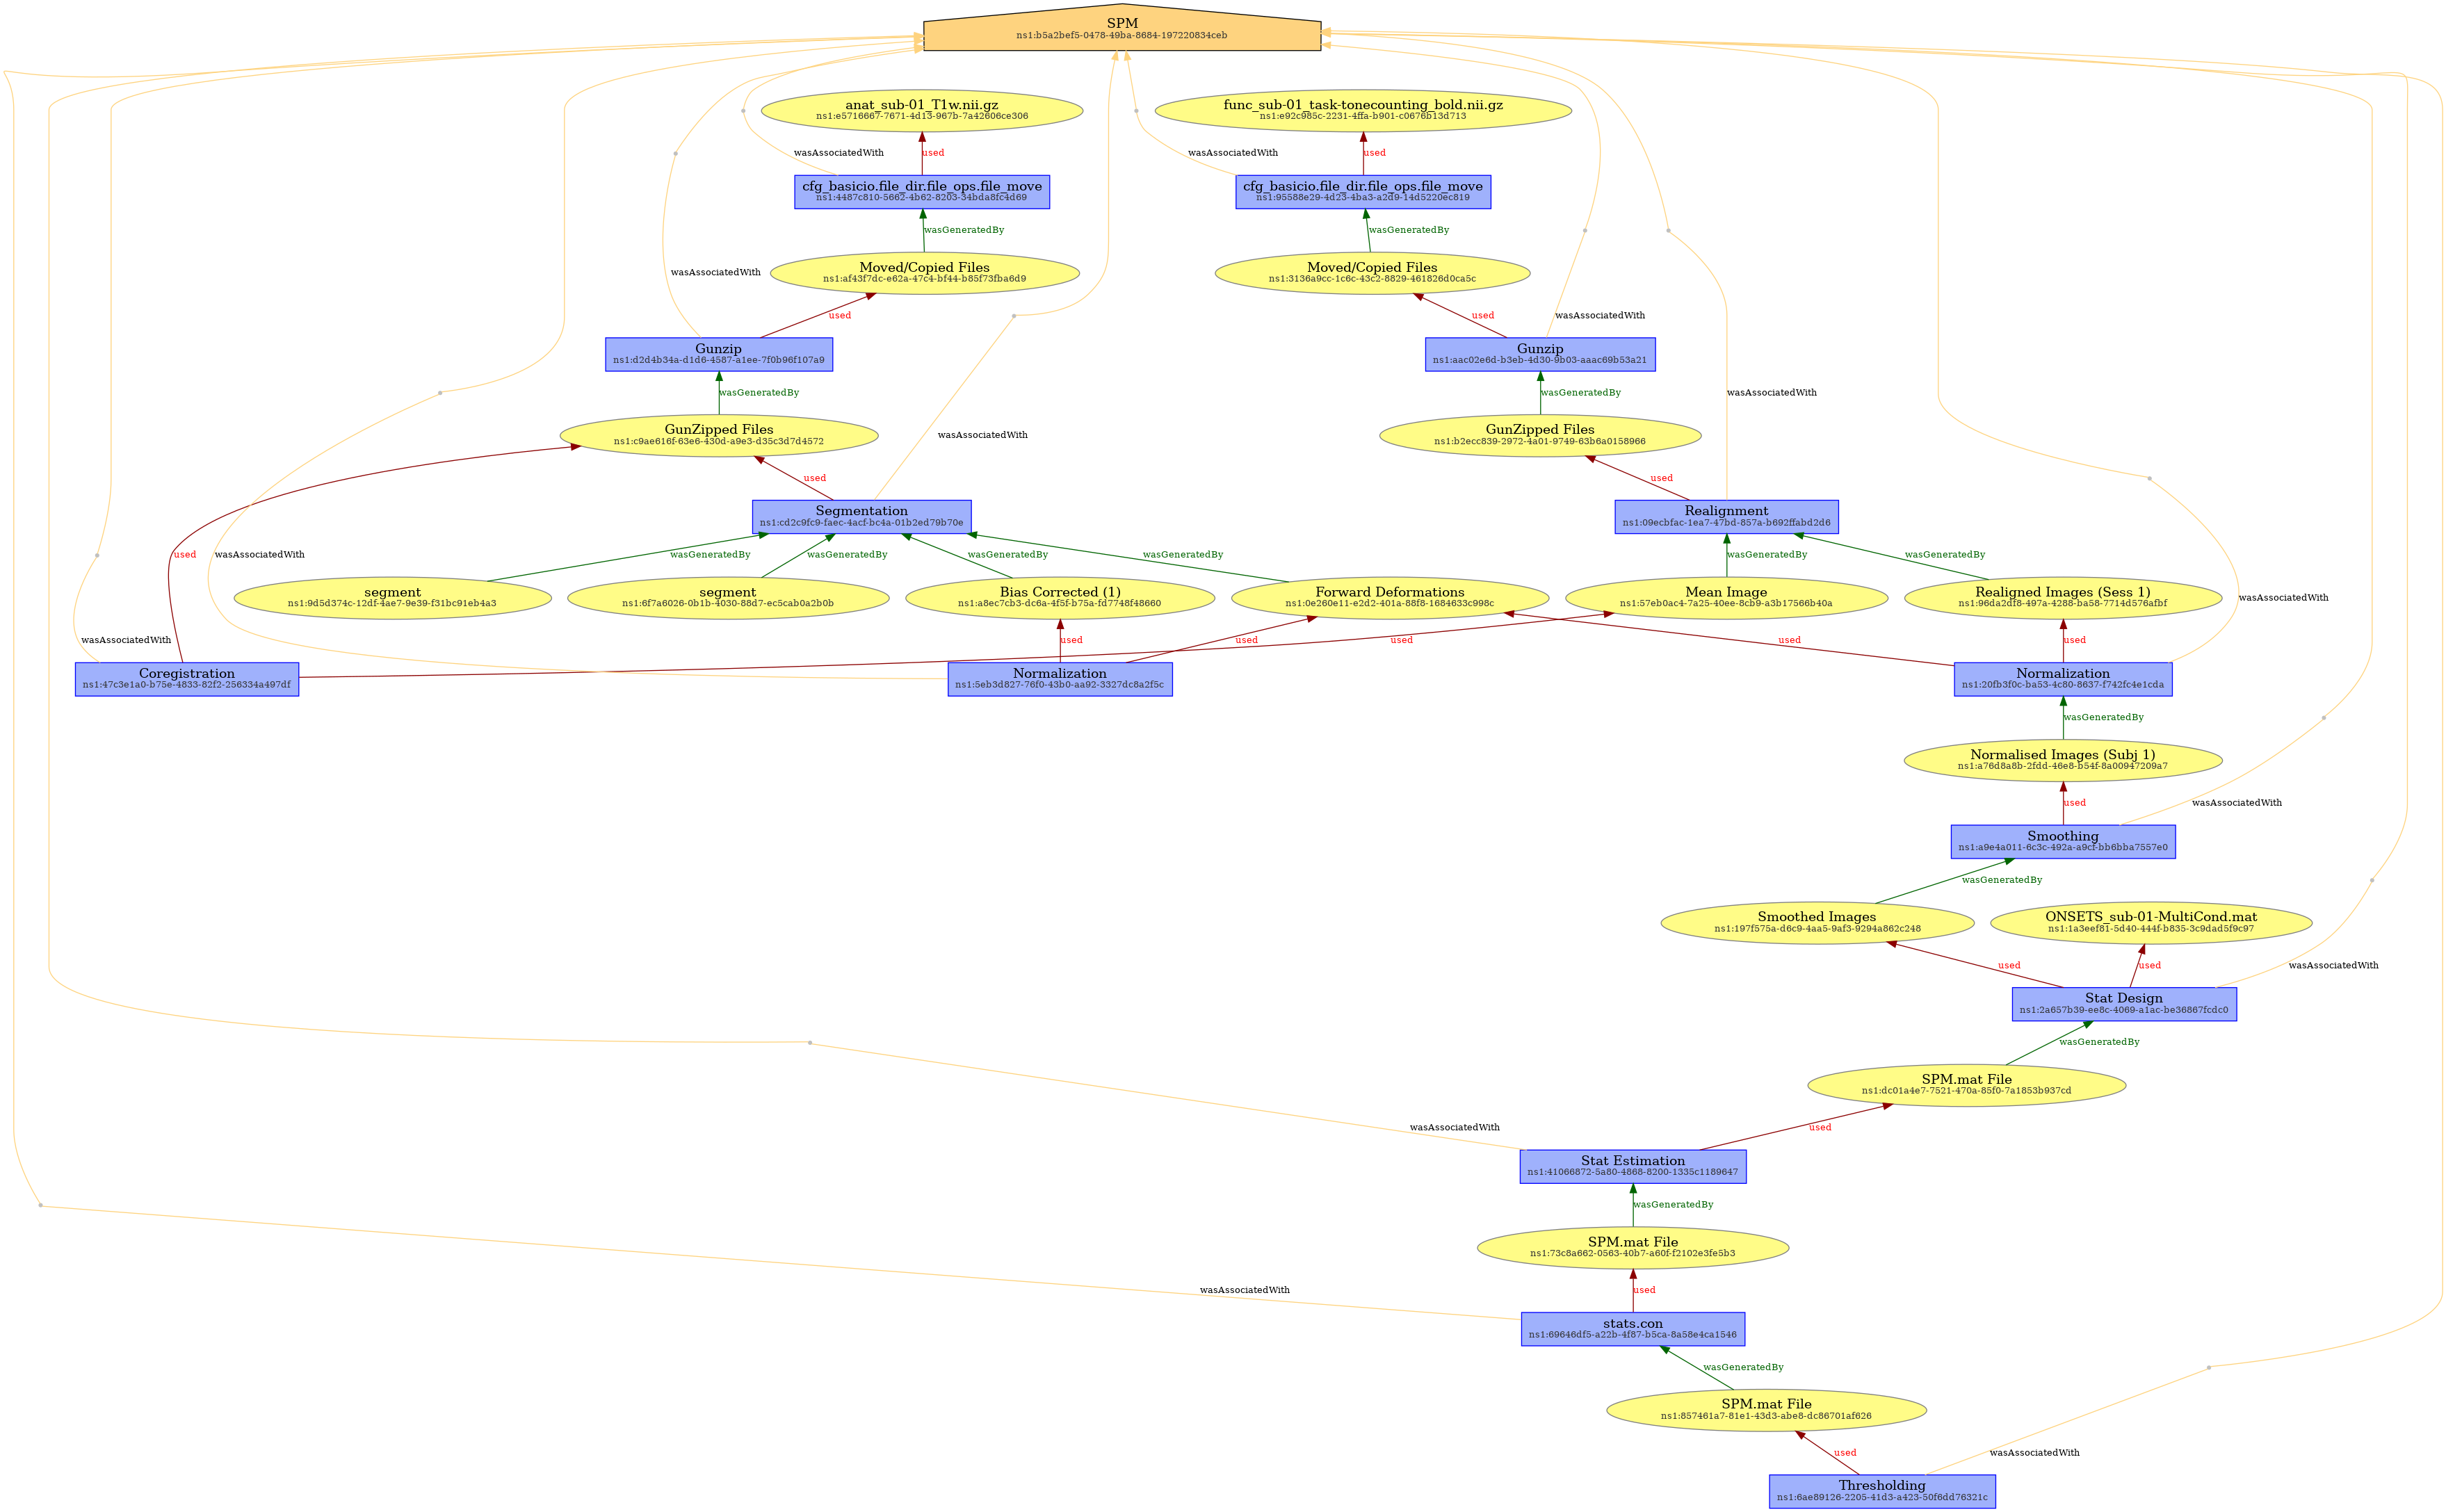 SPM
ns1:b5a2bef5-0478-49ba-8684-197220834ceb
anat_sub-01_T1w.nii.gz
ns1:e5716667-7671-4d13-967b-7a42606ce306
func_sub-01_task-tonecounting_bold.nii.gz
ns1:e92c985c-2231-4ffa-b901-c0676b13d713
wasAssociatedWith
used
wasAssociatedWith
used
cfg_basicio.file_dir.file_ops.file_move
ns1:4487c810-5662-4b62-8203-34bda8fc4d69
cfg_basicio.file_dir.file_ops.file_move
ns1:95588e29-4d23-4ba3-a2d9-14d5220ec819
wasGeneratedBy
wasGeneratedBy
wasAssociatedWith
Moved/Copied Files
ns1:af43f7dc-e62a-47c4-bf44-b85f73fba6d9
Moved/Copied Files
ns1:3136a9cc-1c6c-43c2-8829-461826d0ca5c
used
used
wasAssociatedWith
Gunzip
ns1:d2d4b34a-d1d6-4587-a1ee-7f0b96f107a9
Gunzip
ns1:aac02e6d-b3eb-4d30-9b03-aaac69b53a21
wasGeneratedBy
wasGeneratedBy
wasAssociatedWith
GunZipped Files
ns1:c9ae616f-63e6-430d-a9e3-d35c3d7d4572
wasAssociatedWith
GunZipped Files
ns1:b2ecc839-2972-4a01-9749-63b6a0158966
used
used
Segmentation
ns1:cd2c9fc9-faec-4acf-bc4a-01b2ed79b70e
Realignment
ns1:09ecbfac-1ea7-47bd-857a-b692ffabd2d6
used
wasAssociatedWith
wasGeneratedBy
wasGeneratedBy
wasGeneratedBy
wasGeneratedBy
wasGeneratedBy
wasGeneratedBy
segment
ns1:9d5d374c-12df-4ae7-9e39-f31bc91eb4a3
segment
ns1:6f7a6026-0b1b-4030-88d7-ec5cab0a2b0b
Bias Corrected (1)
ns1:a8ec7cb3-dc6a-4f5f-b75a-fd7748f48660
Forward Deformations
ns1:0e260e11-e2d2-401a-88f8-1684633c998c
Mean Image
ns1:57eb0ac4-7a25-40ee-8cb9-a3b17566b40a
Realigned Images (Sess 1)
ns1:96da2df8-497a-4288-ba58-7714d576afbf
wasAssociatedWith
wasAssociatedWith
used
used
used
used
used
Coregistration
ns1:47c3e1a0-b75e-4833-82f2-256334a497df
Normalization
ns1:5eb3d827-76f0-43b0-aa92-3327dc8a2f5c
Normalization
ns1:20fb3f0c-ba53-4c80-8637-f742fc4e1cda
wasGeneratedBy
Normalised Images (Subj 1)
ns1:a76d8a8b-2fdd-46e8-b54f-8a00947209a7
used
wasAssociatedWith
Smoothing
ns1:a9e4a011-6c3c-492a-a9cf-bb6bba7557e0
wasGeneratedBy
Smoothed Images
ns1:197f575a-d6c9-4aa5-9af3-9294a862c248
ONSETS_sub-01-MultiCond.mat
ns1:1a3eef81-5d40-444f-b835-3c9dad5f9c97
used
used
wasAssociatedWith
Stat Design
ns1:2a657b39-ee8c-4069-a1ac-be36867fcdc0
wasGeneratedBy
SPM.mat File
ns1:dc01a4e7-7521-470a-85f0-7a1853b937cd
wasAssociatedWith
used
Stat Estimation
ns1:41066872-5a80-4868-8200-1335c1189647
wasGeneratedBy
SPM.mat File
ns1:73c8a662-0563-40b7-a60f-f2102e3fe5b3
wasAssociatedWith
used
stats.con
ns1:69646df5-a22b-4f87-b5ca-8a58e4ca1546
wasGeneratedBy
SPM.mat File
ns1:857461a7-81e1-43d3-abe8-dc86701af626
used
wasAssociatedWith
Thresholding
ns1:6ae89126-2205-41d3-a423-50f6dd76321c